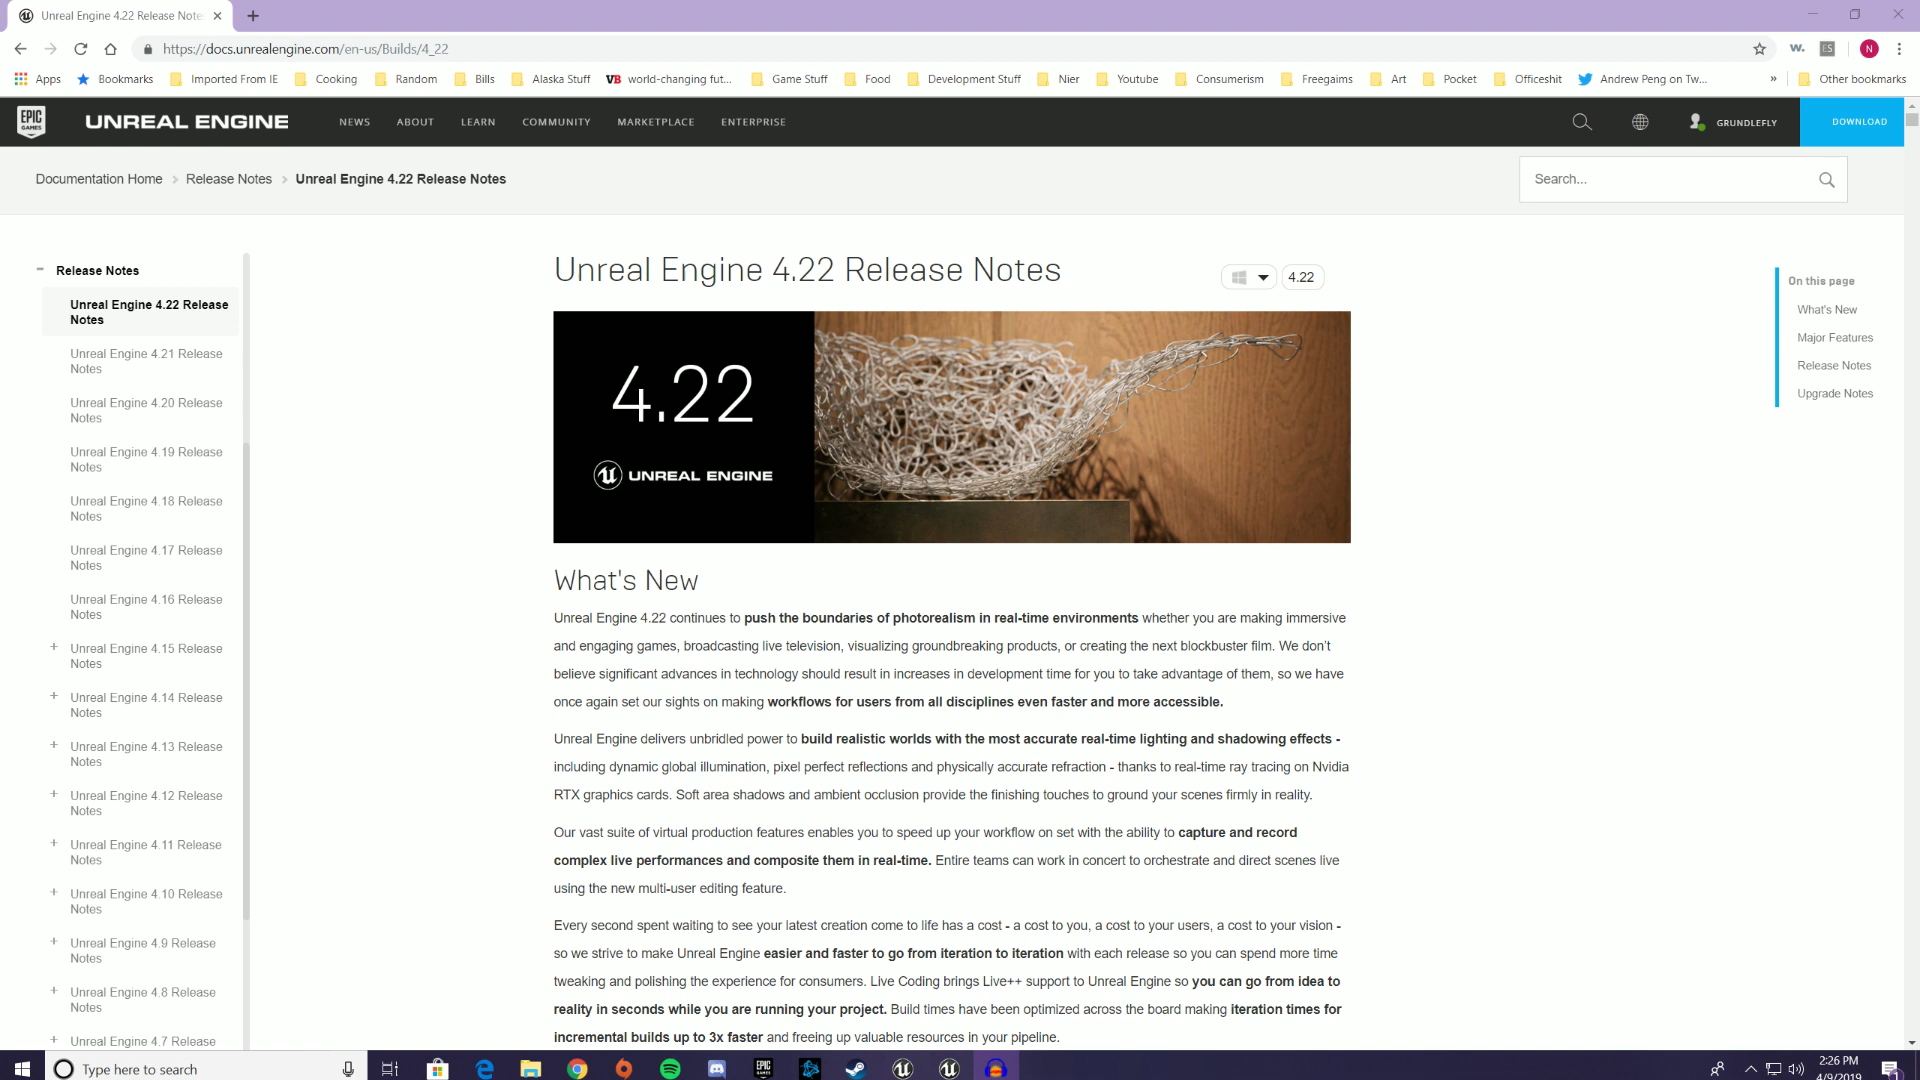 Unreal Engine 4.22 Release Note
https://docs.unrealengine.com/en-us/Builds/4_22
W.
ES
N
Apps
Bookmarks
Imported From IE
Cooking
Random
Bills
Alaska Stuff
VB world-changing fut...
Game Stuff
Food
Development Stuff
Nier
Youtube
Consumerism
Freegaims
Art
Pocket
Officeshit
Andrew Peng on Tw...
»
Other bookmarks
EPIC GAMES
UNREAL ENGINE
NEWS
ABOUT
LEARN
COMMUNITY
MARKETPLACE
ENTERPRISE
GRUNDLEFLY
DOWNLOAD
Documentation Home > Release Notes > Unreal Engine 4.22 Release Notes
Search...
Release Notes
Unreal Engine 4.22 Release
Notes
Unreal Engine 4.21 Release
Notes
Unreal Engine 4.20 Release
Notes
Unreal Engine 4.19 Release
Notes
Unreal Engine 4.18 Release
Notes
Unreal Engine 4.17 Release
Notes
Unreal Engine 4.16 Release
Notes
+ Unreal Engine 4.15 Release
Notes
+ Unreal Engine 4.14 Release
Notes
+ Unreal Engine 4.13 Release
Notes
+ Unreal Engine 4.12 Release
Notes
+ Unreal Engine 4.11 Release
Notes
+ Unreal Engine 4.10 Release
Notes
+ Unreal Engine 4.9 Release
Notes
+ Unreal Engine 4.8 Release
Notes
+ Unreal Engine 4.7 Release
Unreal Engine 4.22 Release Notes
4.22
4.22
UNREAL ENGINE
What's New
Unreal Engine 4.22 continues to push the boundaries of photorealism in real-time environments whether you are making immersive
and engaging games, broadcasting live television, visualizing groundbreaking products, or creating the next blockbuster film. We don't
believe significant advances in technology should result in increases in development time for you to take advantage of them, so we have
once again set our sights on making workflows for users from all disciplines even faster and more accessible.
Unreal Engine delivers unbridled power to build realistic worlds with the most accurate real-time lighting and shadowing effects -
including dynamic global illumination, pixel perfect reflections and physically accurate refraction - thanks to real-time ray tracing on Nvidia
RTX graphics cards. Soft area shadows and ambient occlusion provide the finishing touches to ground your scenes firmly in reality.
Our vast suite of virtual production features enables you to speed up your workflow on set with the ability to capture and record
complex live performances and composite them in real-time. Entire teams can work in concert to orchestrate and direct scenes live
using the new multi-user editing feature.
Every second spent waiting to see your latest creation come to life has a cost - a cost to you, a cost to your users, a cost to your vision -
so we strive to make Unreal Engine easier and faster to go from iteration to iteration with each release so you can spend more time
tweaking and polishing the experience for consumers. Live Coding brings Live++ support to Unreal Engine so you can go from idea to
reality in seconds while you are running your project. Build times have been optimized across the board making iteration times for
incremental builds up to 3x faster and freeing up valuable resources in your pipeline.
On this page
What's New
Major Features
Release Notes
Upgrade Notes
Type here to search
EPIC GAMES
2:26 PM
4/9/2019
1